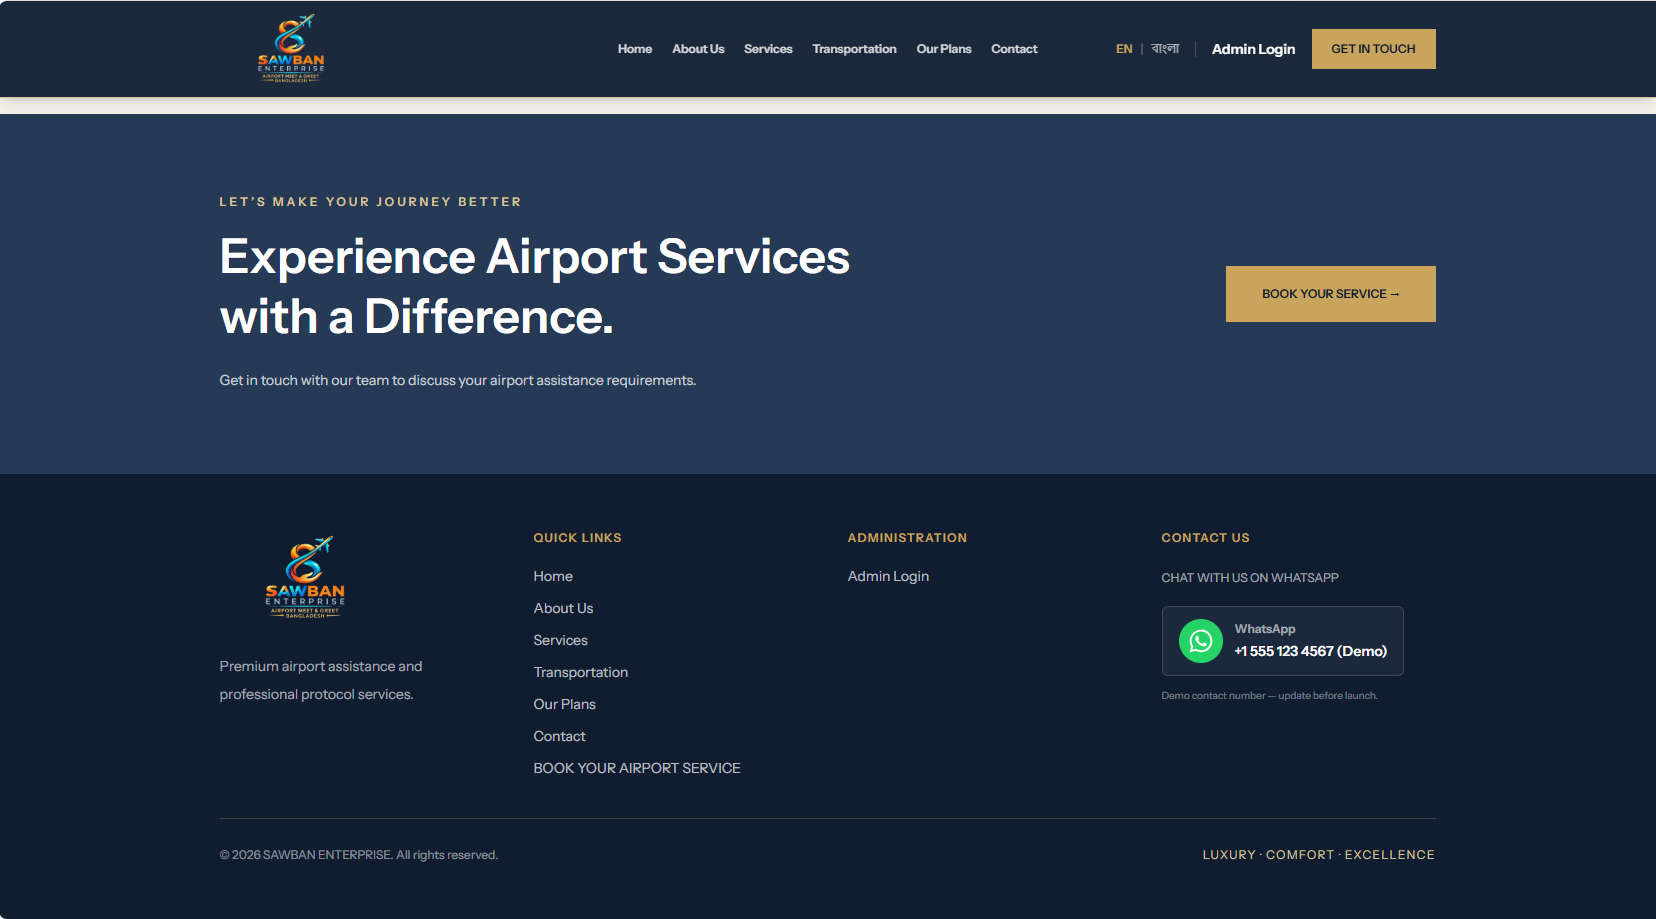 SAWBAN
ENTERPRISE
AIRPORT MEET & GREET
BANGLADESH
Home
About Us
Services
Transportation
Our Plans
Contact
EN | বাংলা
Admin Login
GET IN TOUCH
LET'S MAKE YOUR JOURNEY BETTER
Experience Airport Services
with a Difference.
Get in touch with our team to discuss your airport assistance requirements.
BOOK YOUR SERVICE →
SAWBAN
ENTERPRISE
AIRPORT MEET & GREET
BANGLADESH
Premium airport assistance and
professional protocol services.
QUICK LINKS
Home
About Us
Services
Transportation
Our Plans
Contact
BOOK YOUR AIRPORT SERVICE
ADMINISTRATION
Admin Login
CONTACT US
CHAT WITH US ON WHATSAPP
WhatsApp
+1 555 123 4567 (Demo)
Demo contact number — update before launch.
© 2026 SAWBAN ENTERPRISE. All rights reserved.
LUXURY · COMFORT · EXCELLENCE